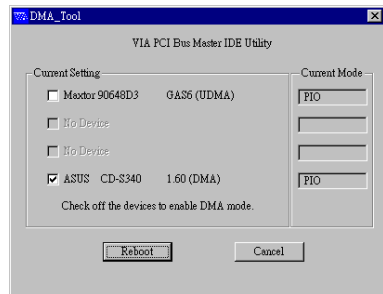 DMA_Tool
VIA PCI Bus Master IDE Utility
Current Setting
Current Mode
Maxtor 90648D3 GAS6 (UDMA)
PIO
No Device
No Device
ASUS CD-S340 1.60 (DMA)
PIO
Check off the devices to enable DMA mode.
Reboot
Cancel